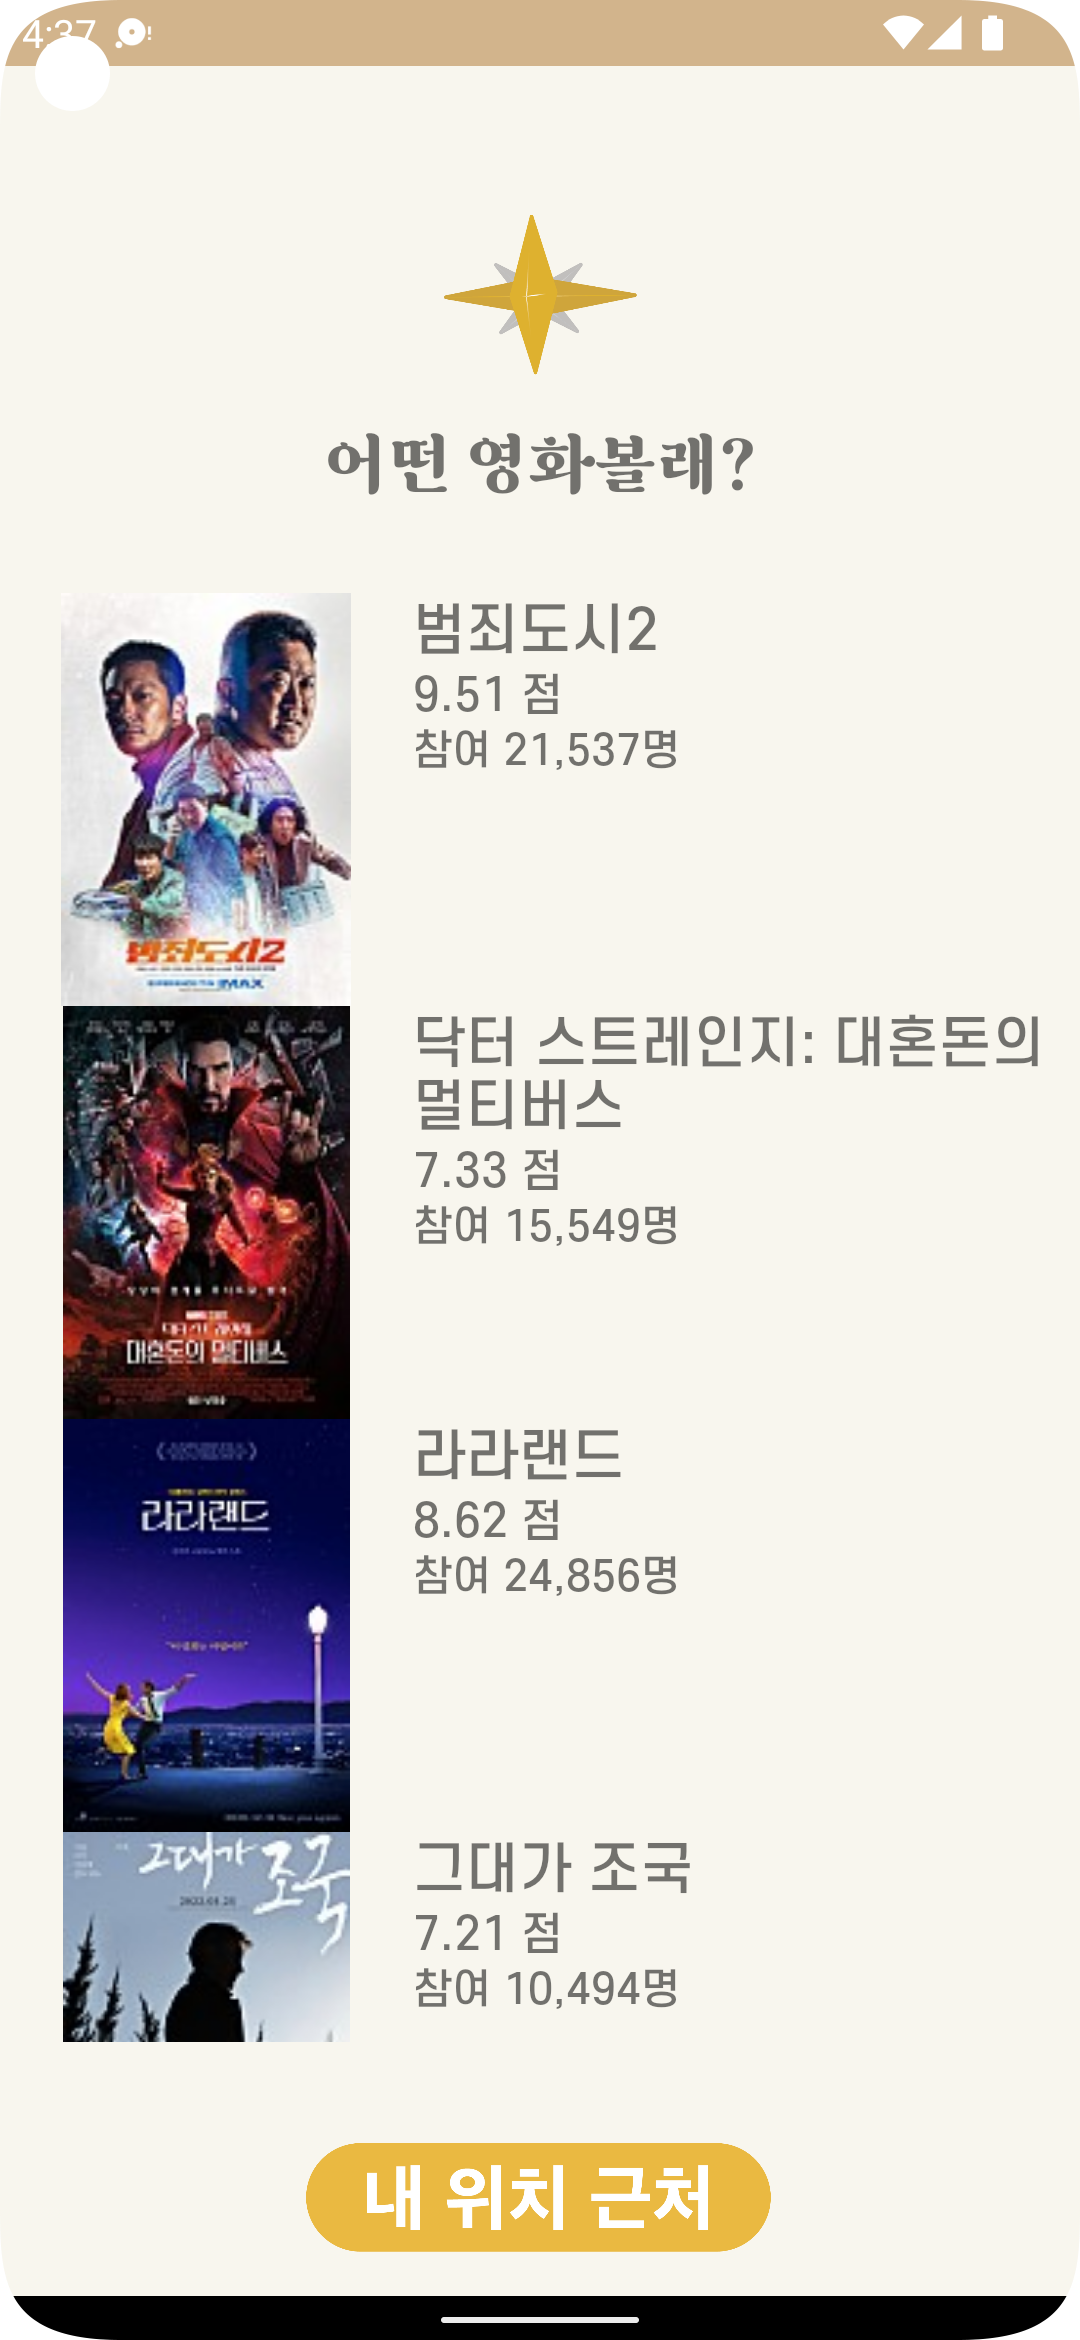 4:37
어떤 영화볼래?
범죄도시2
9.51 점
참여 21,537명
범죄도시2
IMAX
닥터 스트레인지: 대혼돈의
멀티버스
7.33 점
참여 15,549명
대혼돈의 멀티버스
라라랜드
8.62 점
참여 24,856명
라라랜드
그대가 조국
7.21 점
참여 10,494명
그대가 조국
내 위치 근처